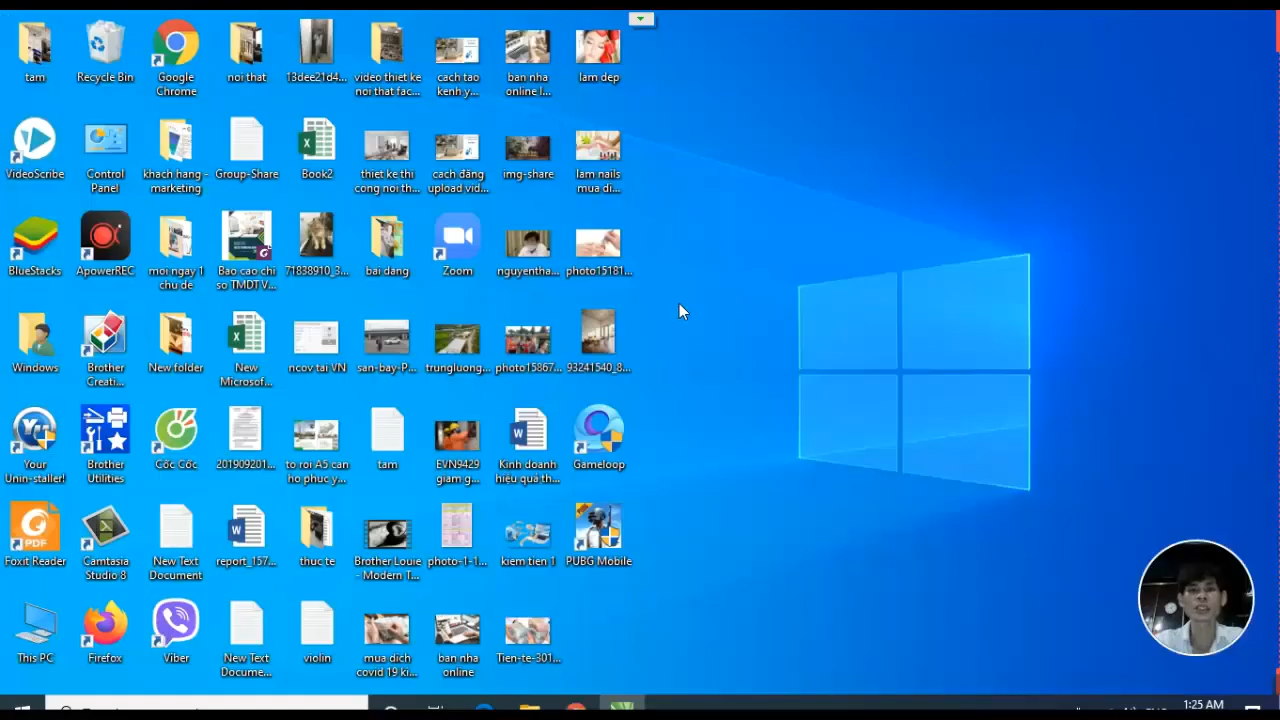 tam
Recycle Bin
Google
Chrome
noi that
13dee21d4...
video thiet ke
noi that fac...
cach tao
kenh y...
ban nha
online l...
lam dep
VideoScribe
Control
Panel
khach hang -
marketing
Group-Share
Book2
thiet ke thi
cong noi th...
cach đăng
upload vid...
img-share
lam nails
mua di...
BlueStacks
ApowerREC
moi ngay 1
chu de
Bao cao chi
so TMDT V...
71838910_3...
bai dang
Zoom
nguyentha...
photo15181...
Windows
Brother
Creati...
New folder
New
Microsof...
ncov tai VN
san-bay-P...
trungluong...
photo15867...
93241540_8...
Your
Unin-staller!
Brother
Utilities
Cốc Cốc
201909201...
to roi A5 can
ho phuc y...
tam
EVN9429
giam g...
Kinh doanh
hiệu quả th...
Gameloop
PDF
Foxit Reader
Camtasia
Studio 8
New Text
Document
report_157...
thuc te
Brother Louie
- Modern T...
photo-1-1...
kiem tien 1
PUBG Mobile
This PC
Firefox
Viber
New Text
Docume...
violin
mua dich
covid 19 ki...
ban nha
online
Tien-te-301...
1:25 AM